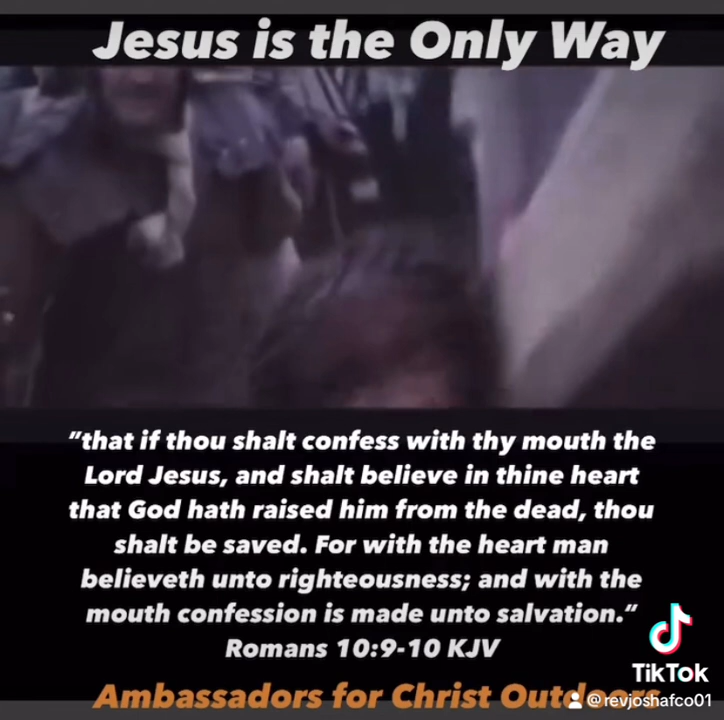 Jesus is the Only Way
"that if thou shalt confess with thy mouth the
Lord Jesus, and shalt believe in thine heart
that God hath raised him from the dead, thou
shalt be saved. For with the heart man
believeth unto righteousness; and with the
mouth confession is made unto salvation."
Romans 10:9-10 KJV
TikTok
Ambassadors for Christ Outdoors
@revjoshafco01